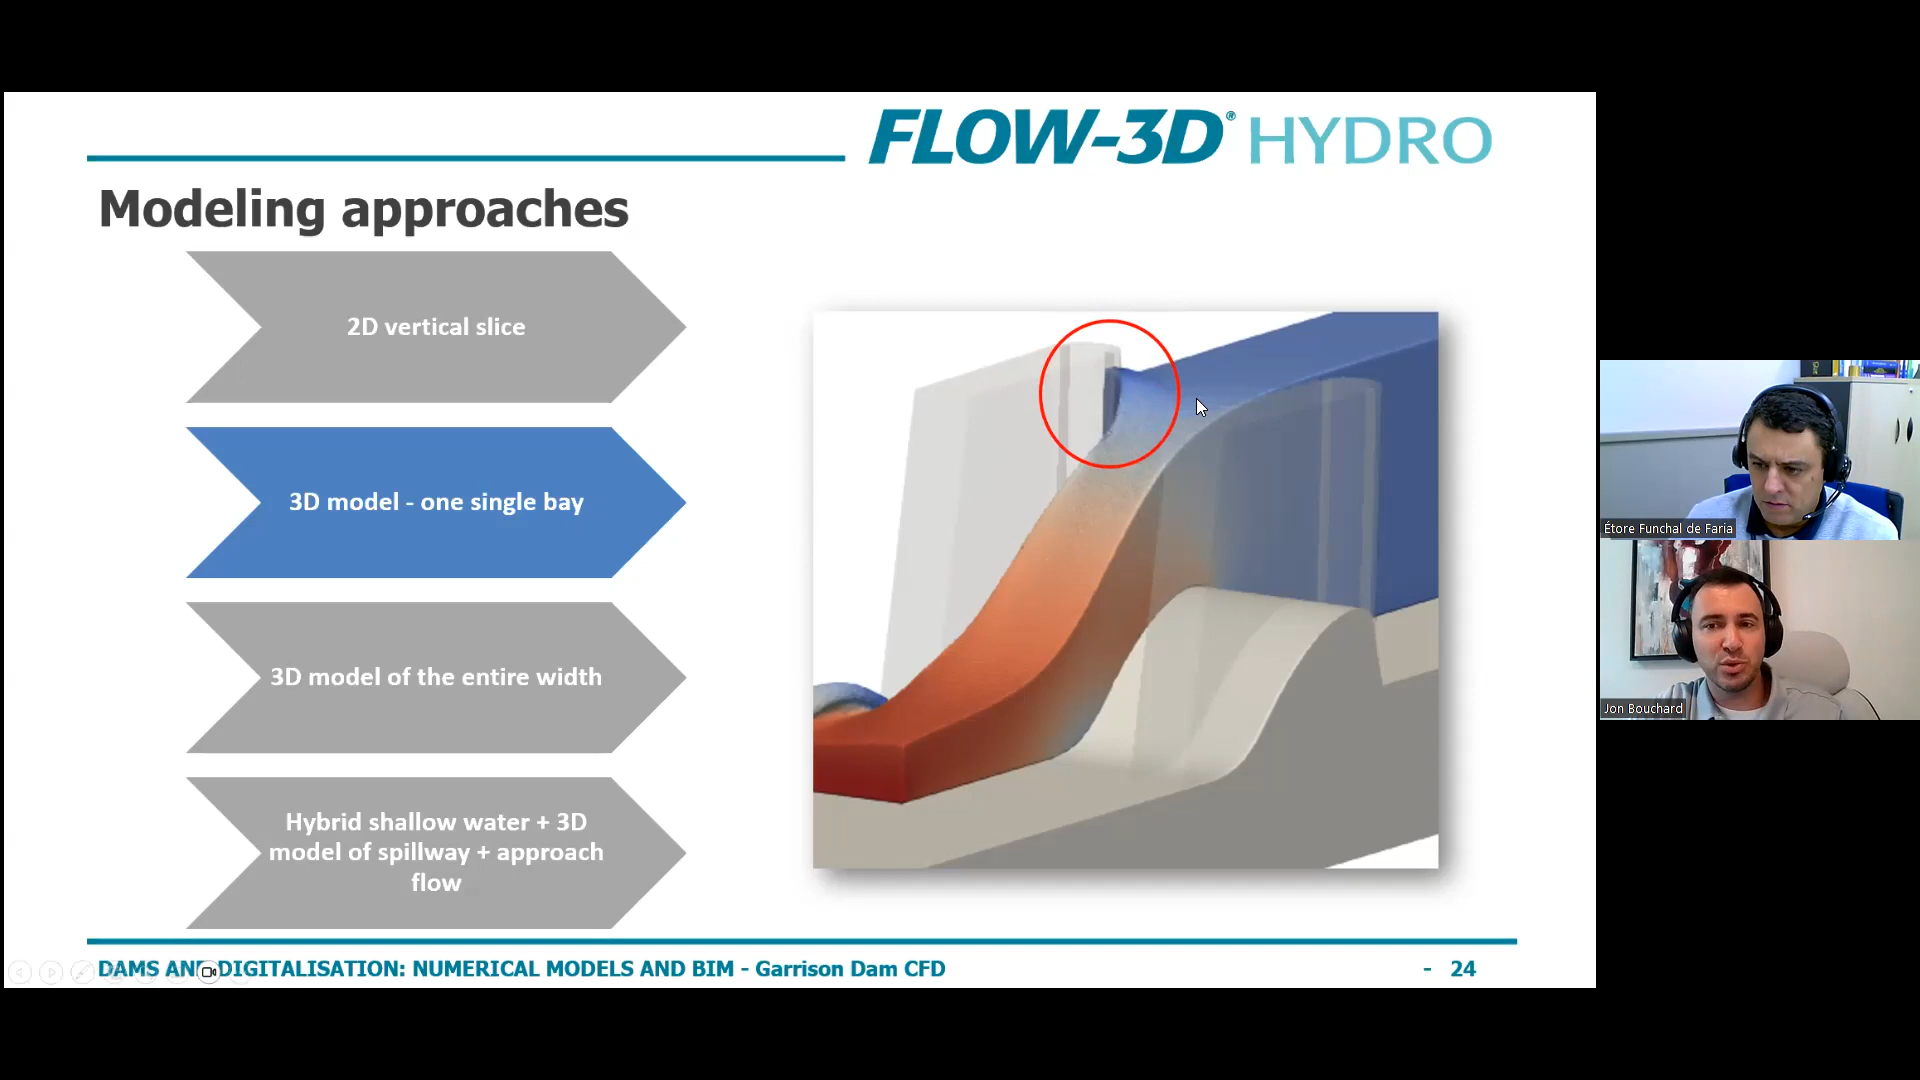 FLOW-3D® HYDRO
Modeling approaches
2D vertical slice
3D model - one single bay
3D model of the entire width
Hybrid shallow water + 3D
model of spillway + approach
flow
DAMS AND DIGITALISATION: NUMERICAL MODELS AND BIM - Garrison Dam CFD
- 24
Étore Funchal de Faria
Jon Bouchard